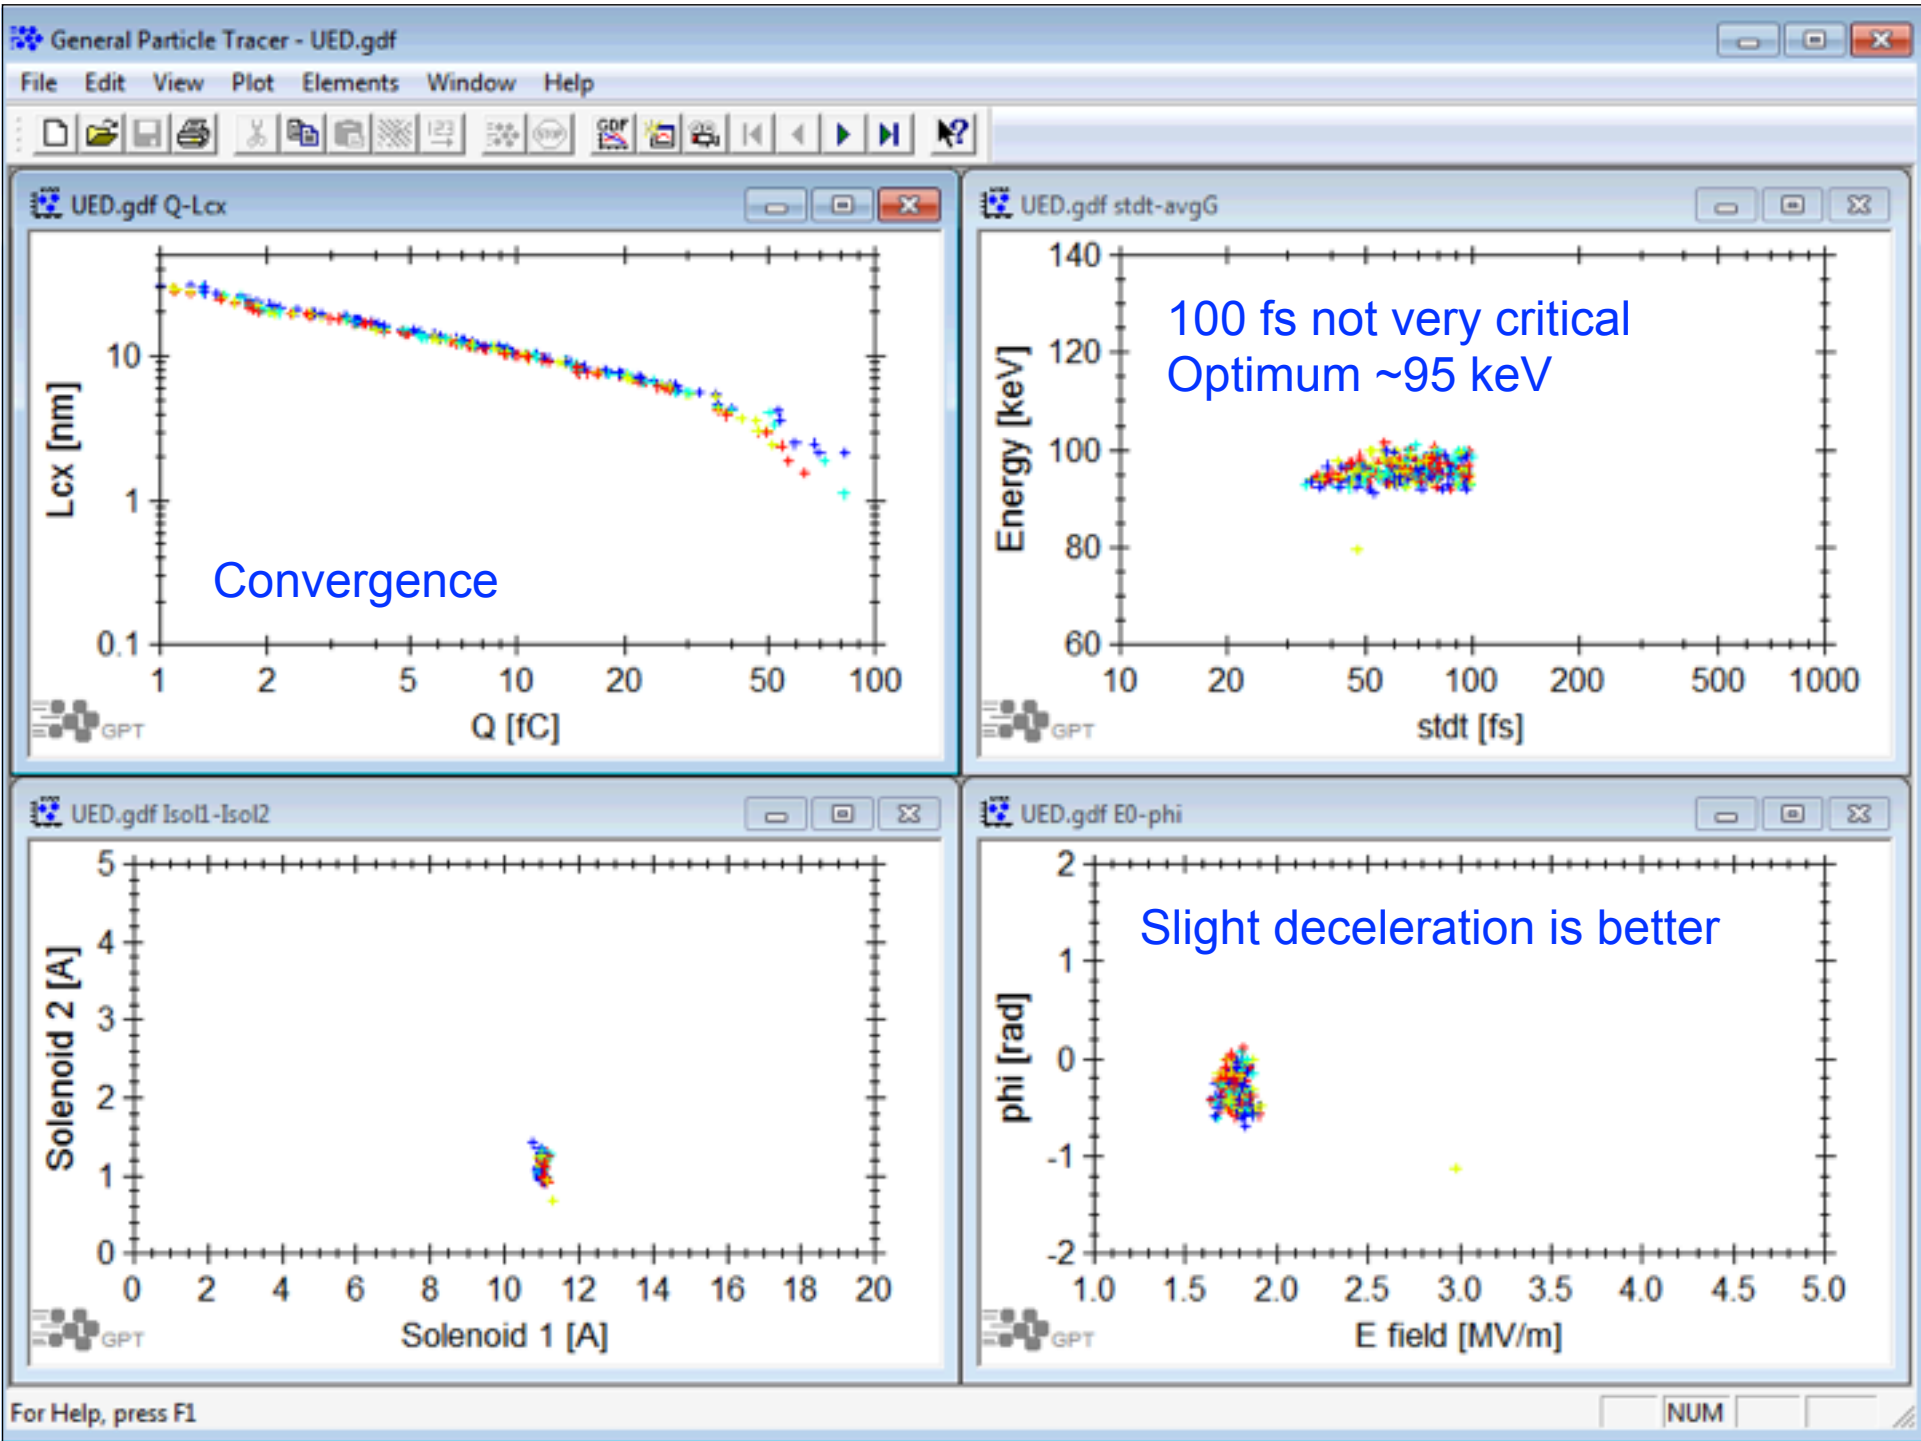 General Particle Tracer - UED.gdf
File Edit View Plot Elements Window Help
123 STOP GDF
UED.gdf Q-Lcx
10
1
0.1
Lcx [nm]
Convergence
1 2 5 10 20 50 100
Q [fC]
GPT
UED.gdf stdt-avgG
140
120
100
80
60
Energy [keV]
100 fs not very critical
Optimum ~95 keV
10 20 50 100 200 500 1000
stdt [fs]
GPT
UED.gdf Isol1-Isol2
5
4
3
2
1
0
Solenoid 2 [A]
0 2 4 6 8 10 12 14 16 18 20
Solenoid 1 [A]
GPT
UED.gdf E0-phi
2
1
0
-1
-2
phi [rad]
Slight deceleration is better
1.0 1.5 2.0 2.5 3.0 3.5 4.0 4.5 5.0
E field [MV/m]
GPT
For Help, press F1
NUM